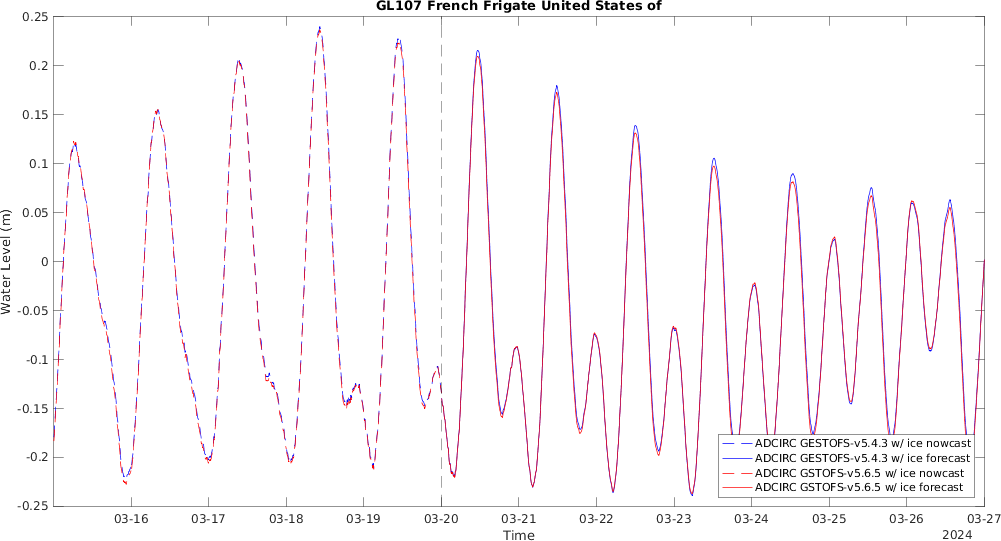 GL107 French Frigate United States of
0.25
0.2
0.15
0.1
0.05
0
-0.05
-0.1
-0.15
-0.2
-0.25
Water Level (m)
ADCIRC GESTOFS-v5.4.3 w/ ice nowcast
ADCIRC GESTOFS-v5.4.3 w/ ice forecast
ADCIRC GSTOFS-v5.6.5 w/ ice nowcast
ADCIRC GSTOFS-v5.6.5 w/ ice forecast
03-16 03-17 03-18 03-19 03-20 03-21 03-22 03-23 03-24 03-25 03-26 03-27
Time
2024